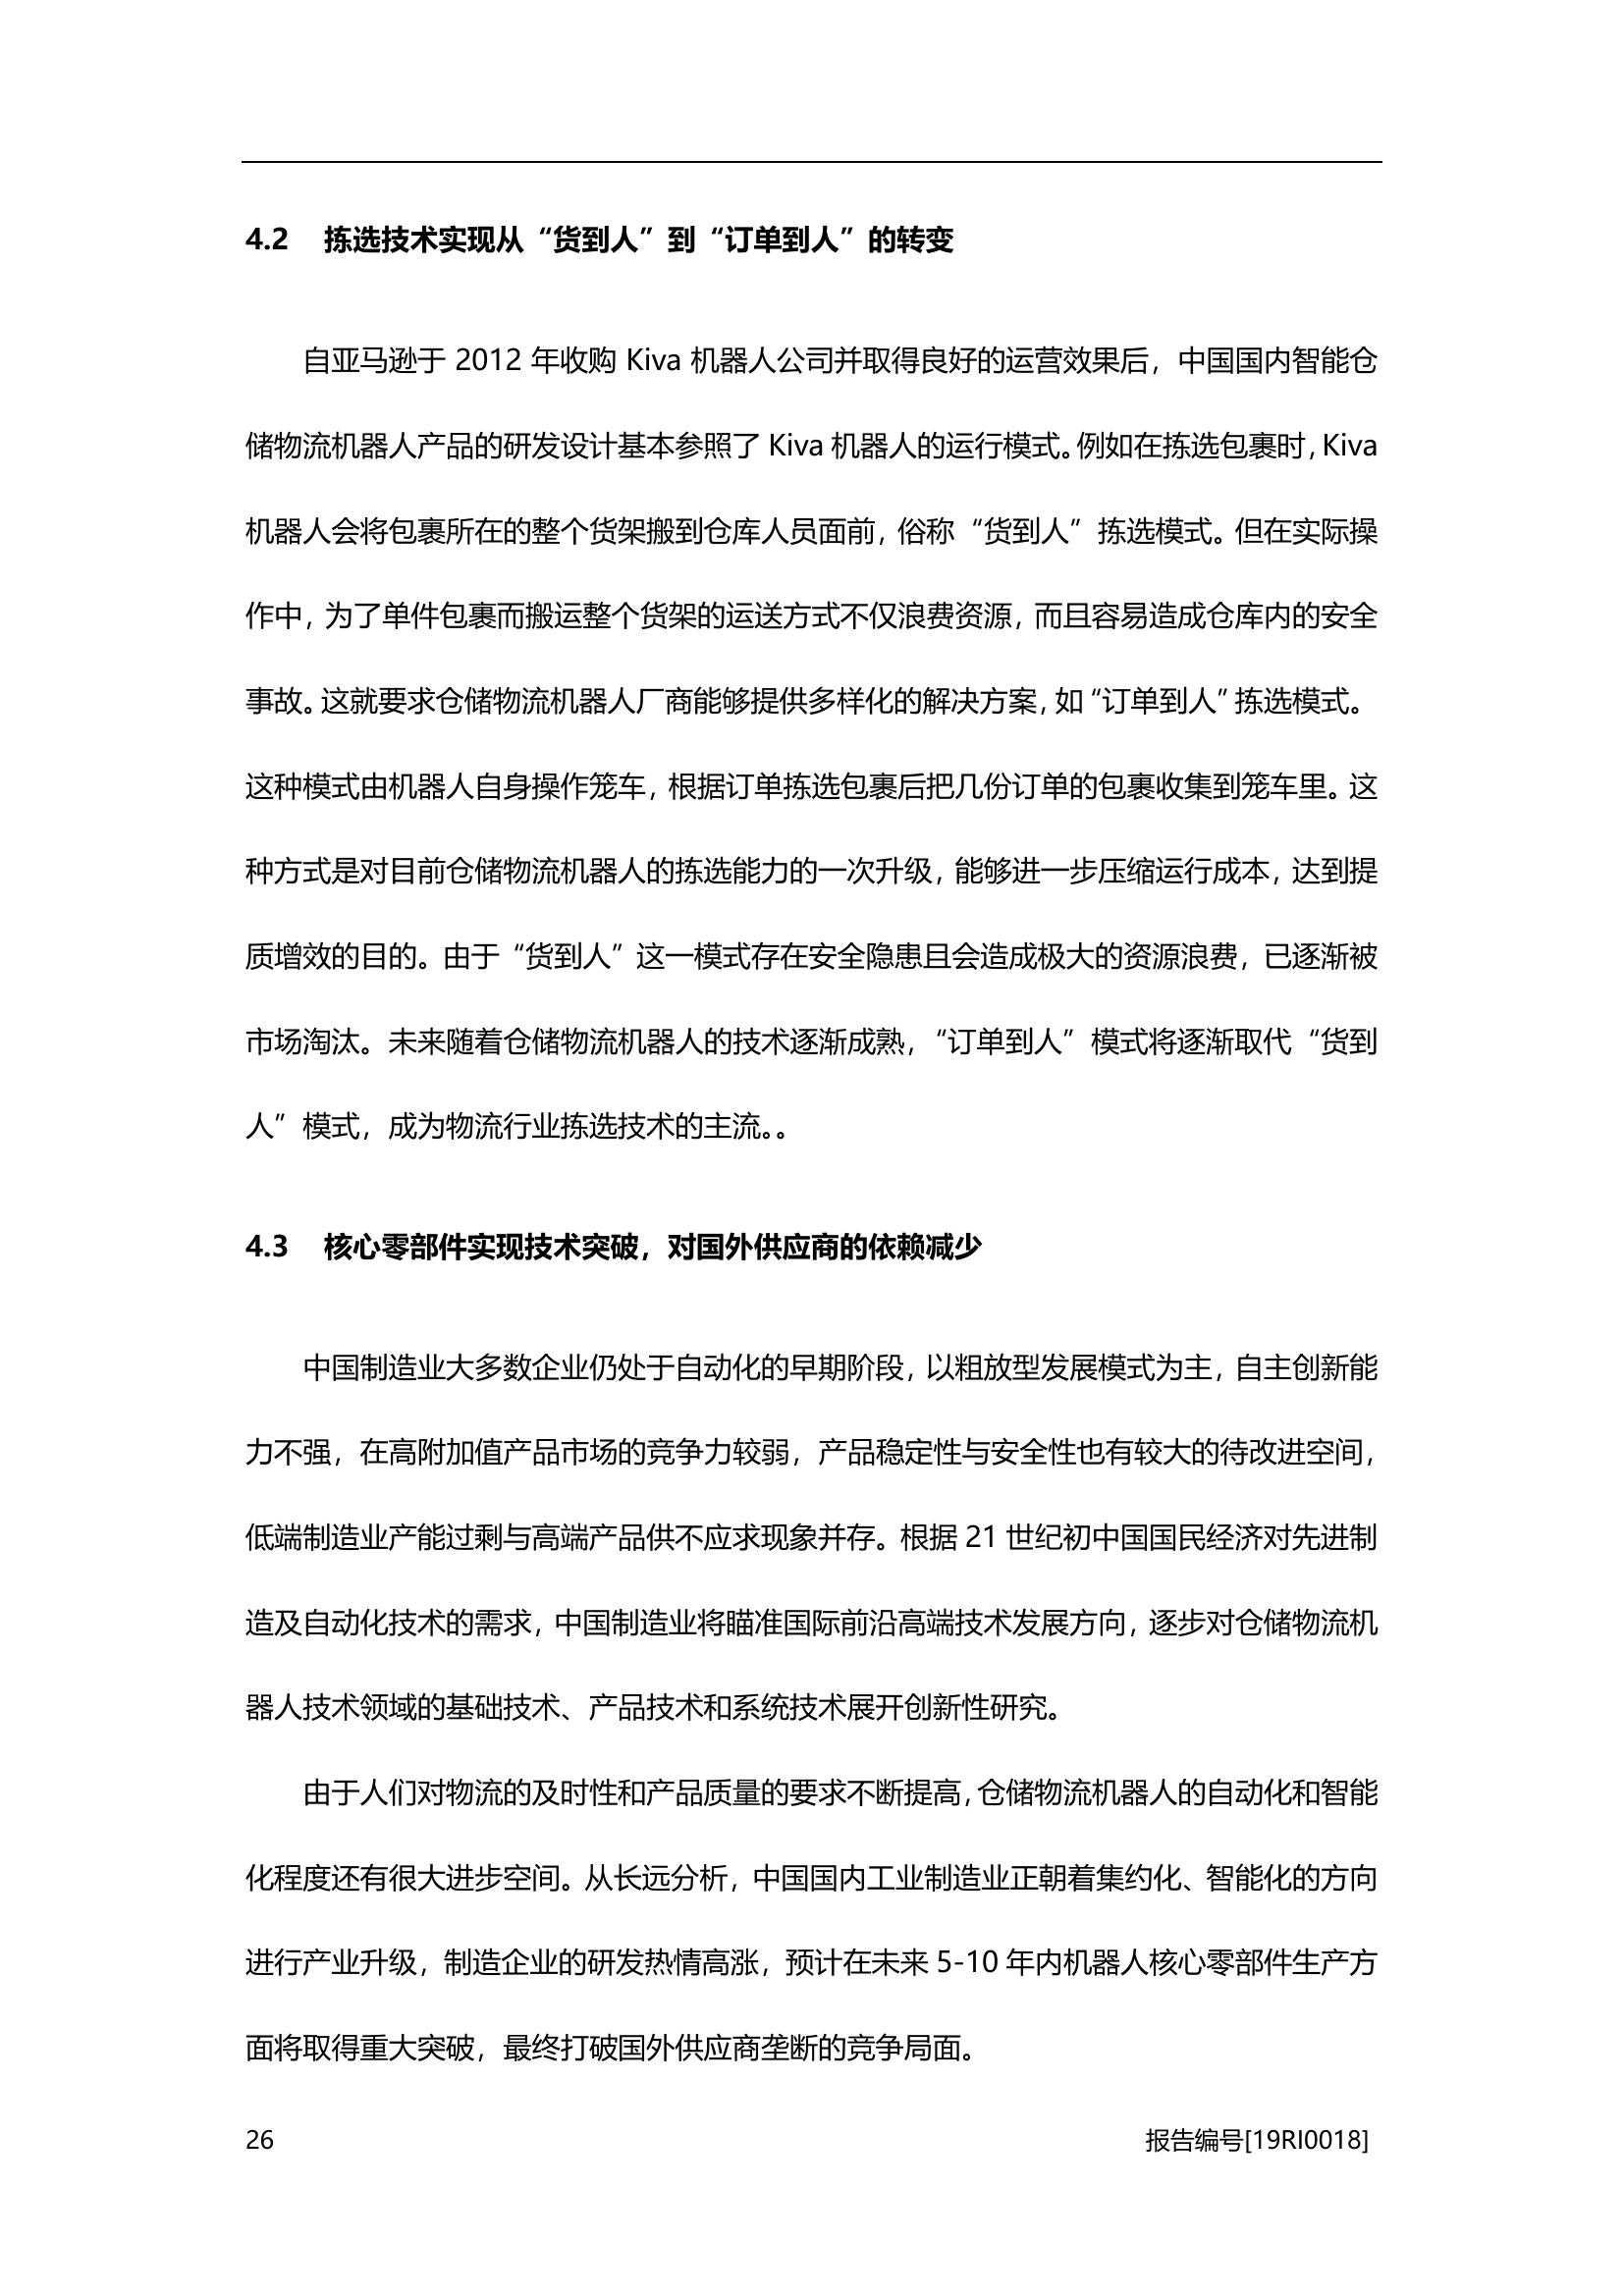 4.2 拣选技术实现从“货到人”到“订单到人”的转变
自亚马逊于 2012 年收购 Kiva 机器人公司并取得良好的运营效果后，中国国内智能仓
储物流机器人产品的研发设计基本参照了 Kiva 机器人的运行模式。例如在拣选包裹时，Kiva
机器人会将包裹所在的整个货架搬到仓库人员面前，俗称“货到人”拣选模式。但在实际操
作中，为了单件包裹而搬运整个货架的运送方式不仅浪费资源，而且容易造成仓库内的安全
事故。这就要求仓储物流机器人厂商能够提供多样化的解决方案，如“订单到人”拣选模式。
这种模式由机器人自身操作笼车，根据订单拣选包裹后把几份订单的包裹收集到笼车里。这
种方式是对目前仓储物流机器人的拣选能力的一次升级，能够进一步压缩运行成本，达到提
质增效的目的。由于“货到人”这一模式存在安全隐患且会造成极大的资源浪费，已逐渐被
市场淘汰。未来随着仓储物流机器人的技术逐渐成熟，“订单到人”模式将逐渐取代“货到
人”模式，成为物流行业拣选技术的主流。。
4.3 核心零部件实现技术突破，对国外供应商的依赖减少
中国制造业大多数企业仍处于自动化的早期阶段，以粗放型发展模式为主，自主创新能
力不强，在高附加值产品市场的竞争力较弱，产品稳定性与安全性也有较大的待改进空间，
低端制造业产能过剩与高端产品供不应求现象并存。根据 21 世纪初中国国民经济对先进制
造及自动化技术的需求，中国制造业将瞄准国际前沿高端技术发展方向，逐步对仓储物流机
器人技术领域的基础技术、产品技术和系统技术展开创新性研究。
由于人们对物流的及时性和产品质量的要求不断提高，仓储物流机器人的自动化和智能
化程度还有很大进步空间。从长远分析，中国国内工业制造业正朝着集约化、智能化的方向
进行产业升级，制造企业的研发热情高涨，预计在未来 5-10 年内机器人核心零部件生产方
面将取得重大突破，最终打破国外供应商垄断的竞争局面。
26 报告编号[19RI0018]